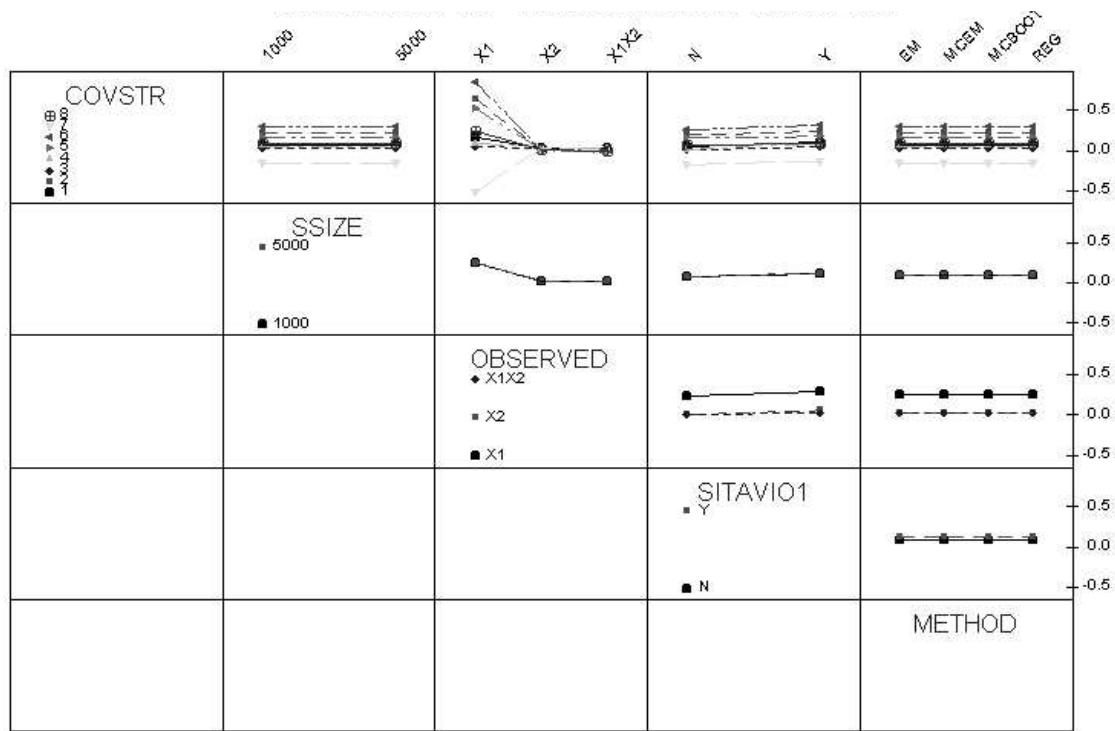 1000
5000
X1
X2
X1X2
N
Y
EM
MCEM
MCBOOT
REG
COVSTR
8
7
6
5
4
3
2
1
0.5
0.0
-0.5
SSIZE
5000
1000
0.5
0.0
-0.5
OBSERVED
X1X2
X2
X1
0.5
0.0
-0.5
SITAVIO1
Y
N
0.5
0.0
-0.5
METHOD